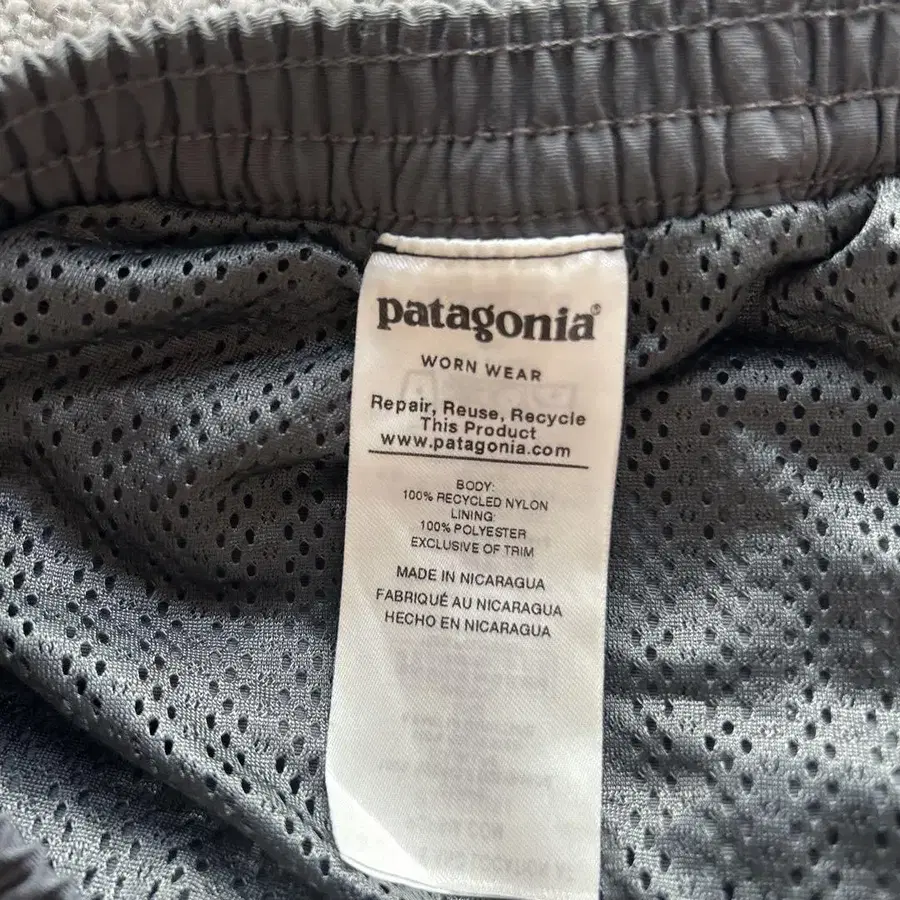 patagonia®
WORN WEAR
Repair, Reuse, Recycle
This Product
www.patagonia.com
BODY:
100% RECYCLED NYLON
LINING:
100% POLYESTER
EXCLUSIVE OF TRIM
MADE IN NICARAGUA
FABRIQUÉ AU NICARAGUA
HECHO EN NICARAGUA